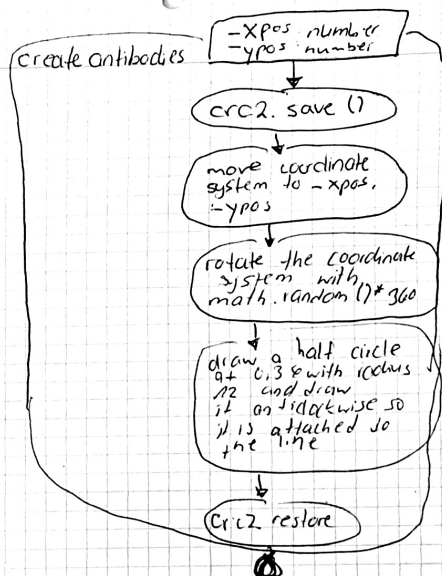 create antibodies
-xpos: number
-ypos: number
crc2. save ()
move coordinate
system to -xpos,
-ypos
rotate the coordinate
system with
math.random ()* 360
draw a half circle
at 0,3 with radius
12 and draw
it antidockwise so
it is attached to
the line
crc2 restore